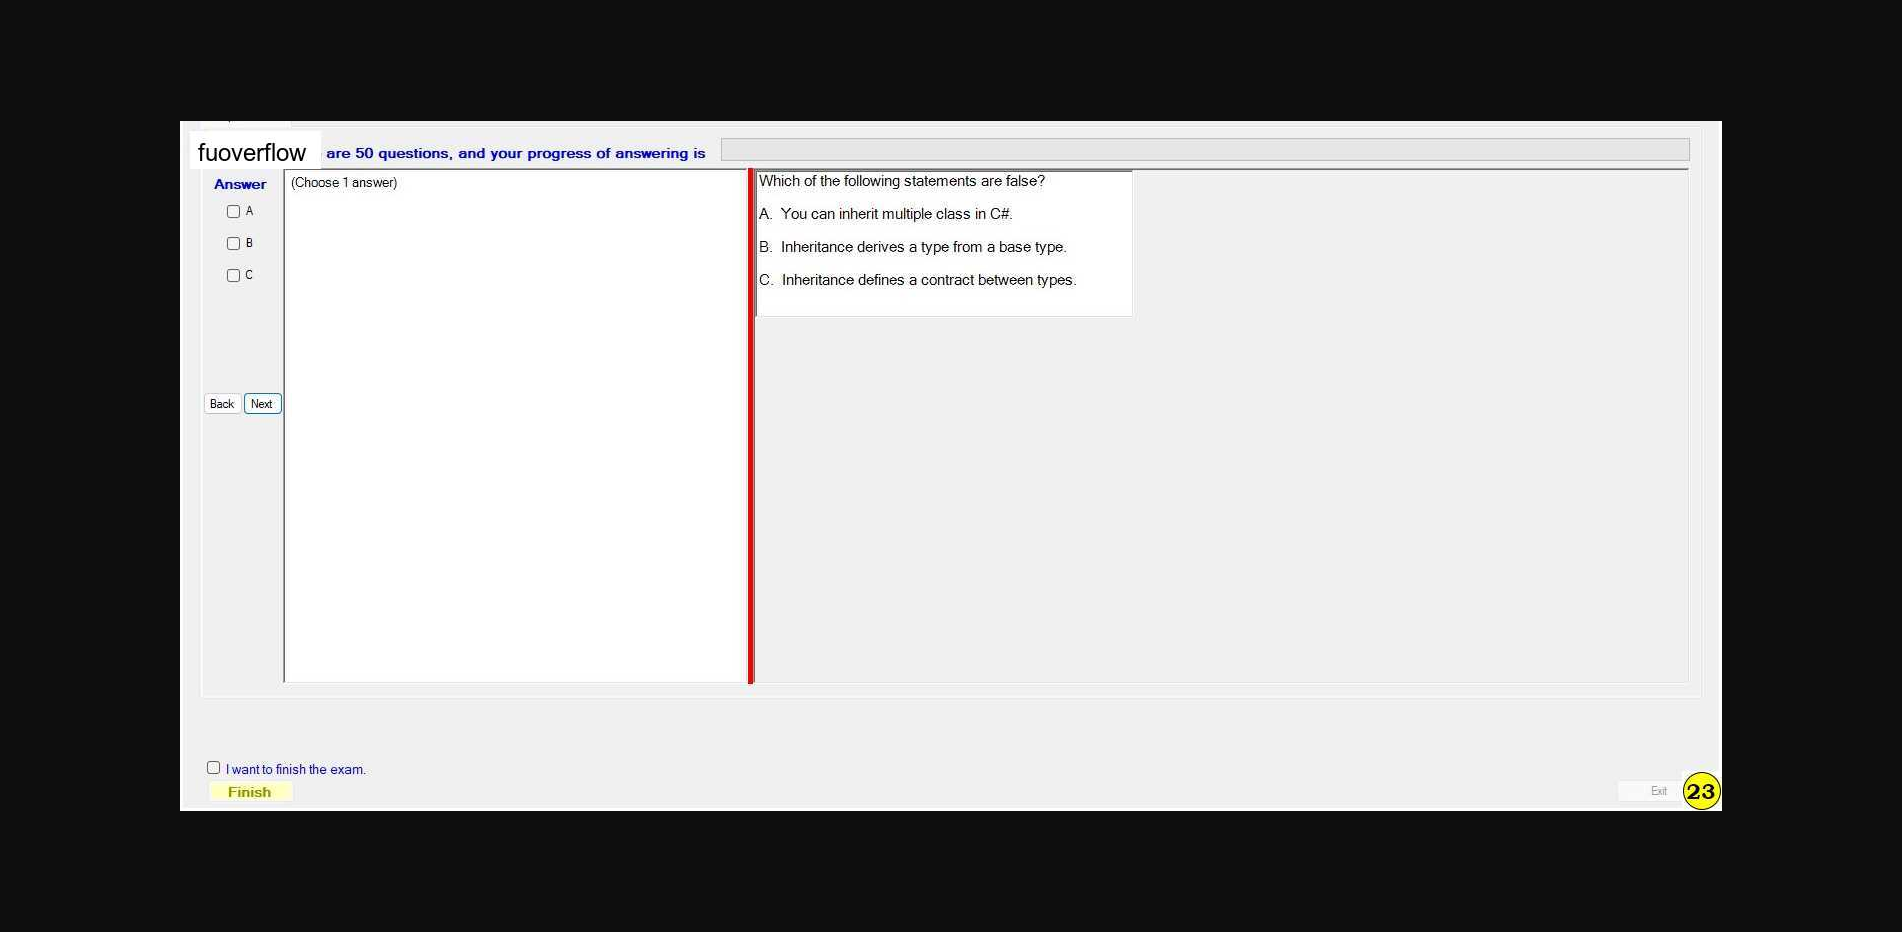 fuoverflow are 50 questions, and your progress of answering is
Answer
(Choose 1 answer)
A
B
C
Back Next
Which of the following statements are false?
A. You can inherit multiple class in C#.
B. Inheritance derives a type from a base type.
C. Inheritance defines a contract between types.
I want to finish the exam.
Finish
Exit
23